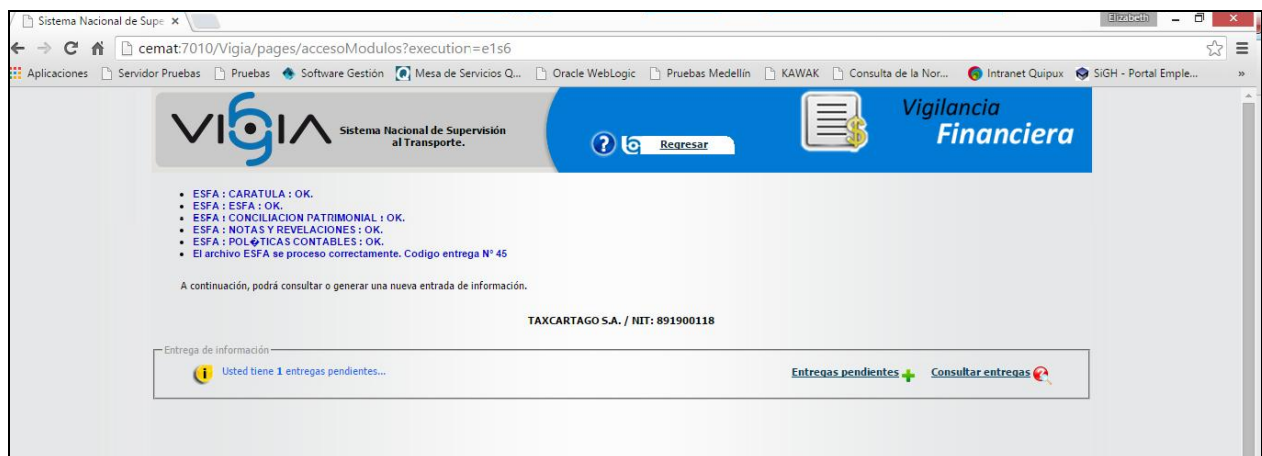 Sistema Nacional de Supe
Elizabeth
cemat:7010/Vigia/pages/accesoModulos?execution=e1s6
Aplicaciones Servidor Pruebas Pruebas Software Gestión Mesa de Servicios Q... Oracle WebLogic Pruebas Medellín KAWAK Consulta de la Nor... Intranet Quipux SiGH - Portal Emple... »
VIGIA
Sistema Nacional de Supervisión
al Transporte.
Regresar
Vigilancia
Financiera
• ESFA : CARATULA : OK.
• ESFA : ESFA : OK.
• ESFA : CONCILIACION PATRIMONIAL : OK.
• ESFA : NOTAS Y REVELACIONES : OK.
• ESFA : POL�TICAS CONTABLES : OK.
• El archivo ESFA se proceso correctamente. Codigo entrega Nº 45
A continuación, podrá consultar o generar una nueva entrada de información.
TAXCARTAGO S.A. / NIT: 891900118
Entrega de información
Usted tiene 1 entregas pendientes...
Entregas pendientes Consultar entregas